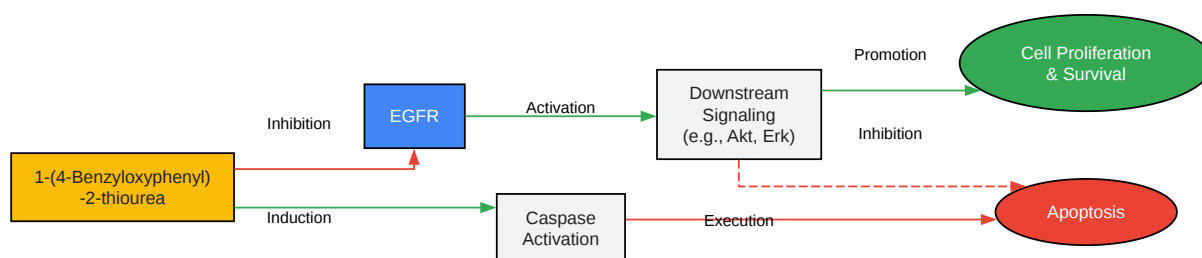 Cell Proliferation
& Survival
Promotion
Downstream
Signaling
(e.g., Akt, Erk)
Activation
EGFR
Inhibition
Inhibition
1-(4-Benzyloxyphenyl)
-2-thiourea
Induction
Caspase
Activation
Execution
Apoptosis